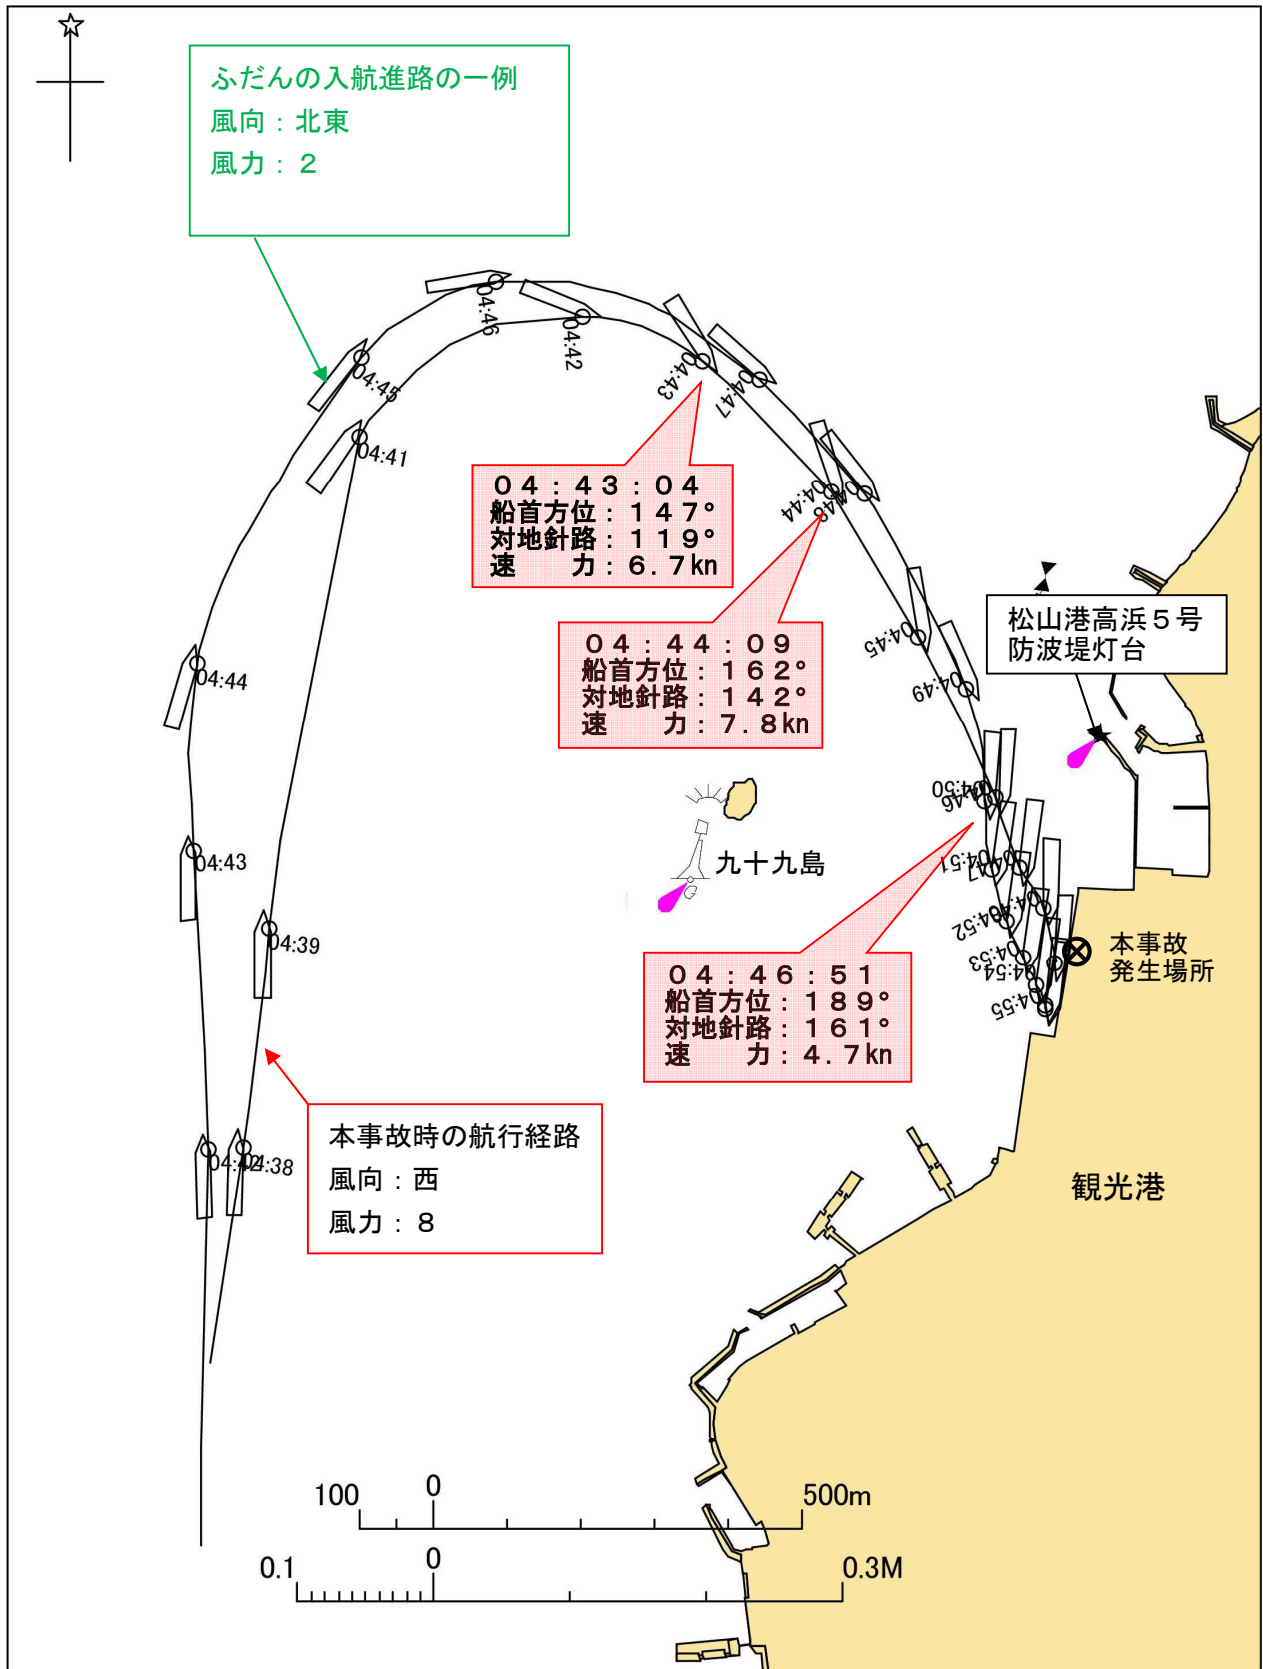 ふだんの入航進路の一例
風向：北東
風力：２
04:46
04:42
04:45
04:43
04:47
04:41
04：43：04
船首方位：147°
対地針路：119°
速　　力：6.7kn
04:44
04：44：09
船首方位：162°
対地針路：142°
速　　力：7.8kn
松山港高浜５号
防波堤灯台
04:45
04:44
04:49
04:50
04:46
04:43
九十九島
04:51
04:39
04:52
04:53
04:54
04:55
本事故
発生場所
04：46：51
船首方位：189°
対地針路：161°
速　　力：4.7kn
04:42
04:38
本事故時の航行経路
風向：西
風力：８
観光港
100
0
500m
0.1
0
0.3M